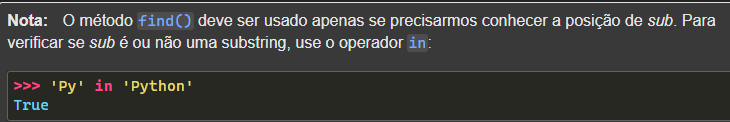 Nota: O método find() deve ser usado apenas se precisarmos conhecer a posição de sub. Para
verificar se sub é ou não uma substring, use o operador in:
>>> 'Py' in 'Python'
True